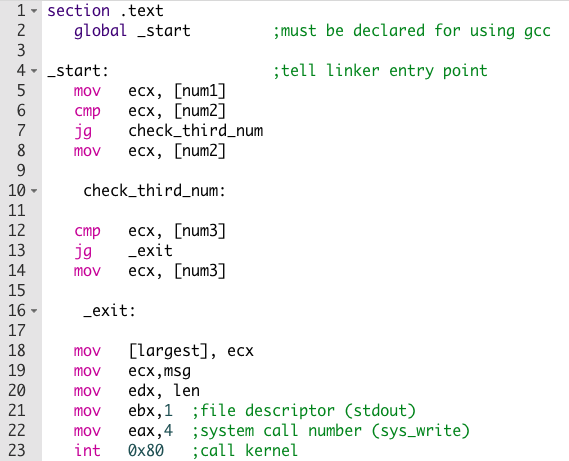 1 section .text
2    global _start         ;must be declared for using gcc
3
4 _start:                  ;tell linker entry point
5    mov   ecx, [num1]
6    cmp   ecx, [num2]
7    jg    check_third_num
8    mov   ecx, [num2]
9
10     check_third_num:
11
12    cmp   ecx, [num3]
13    jg    _exit
14    mov   ecx, [num3]
15
16     _exit:
17
18    mov   [largest], ecx
19    mov   ecx,msg
20    mov   edx, len
21    mov   ebx,1  ;file descriptor (stdout)
22    mov   eax,4  ;system call number (sys_write)
23    int   0x80  ;call kernel